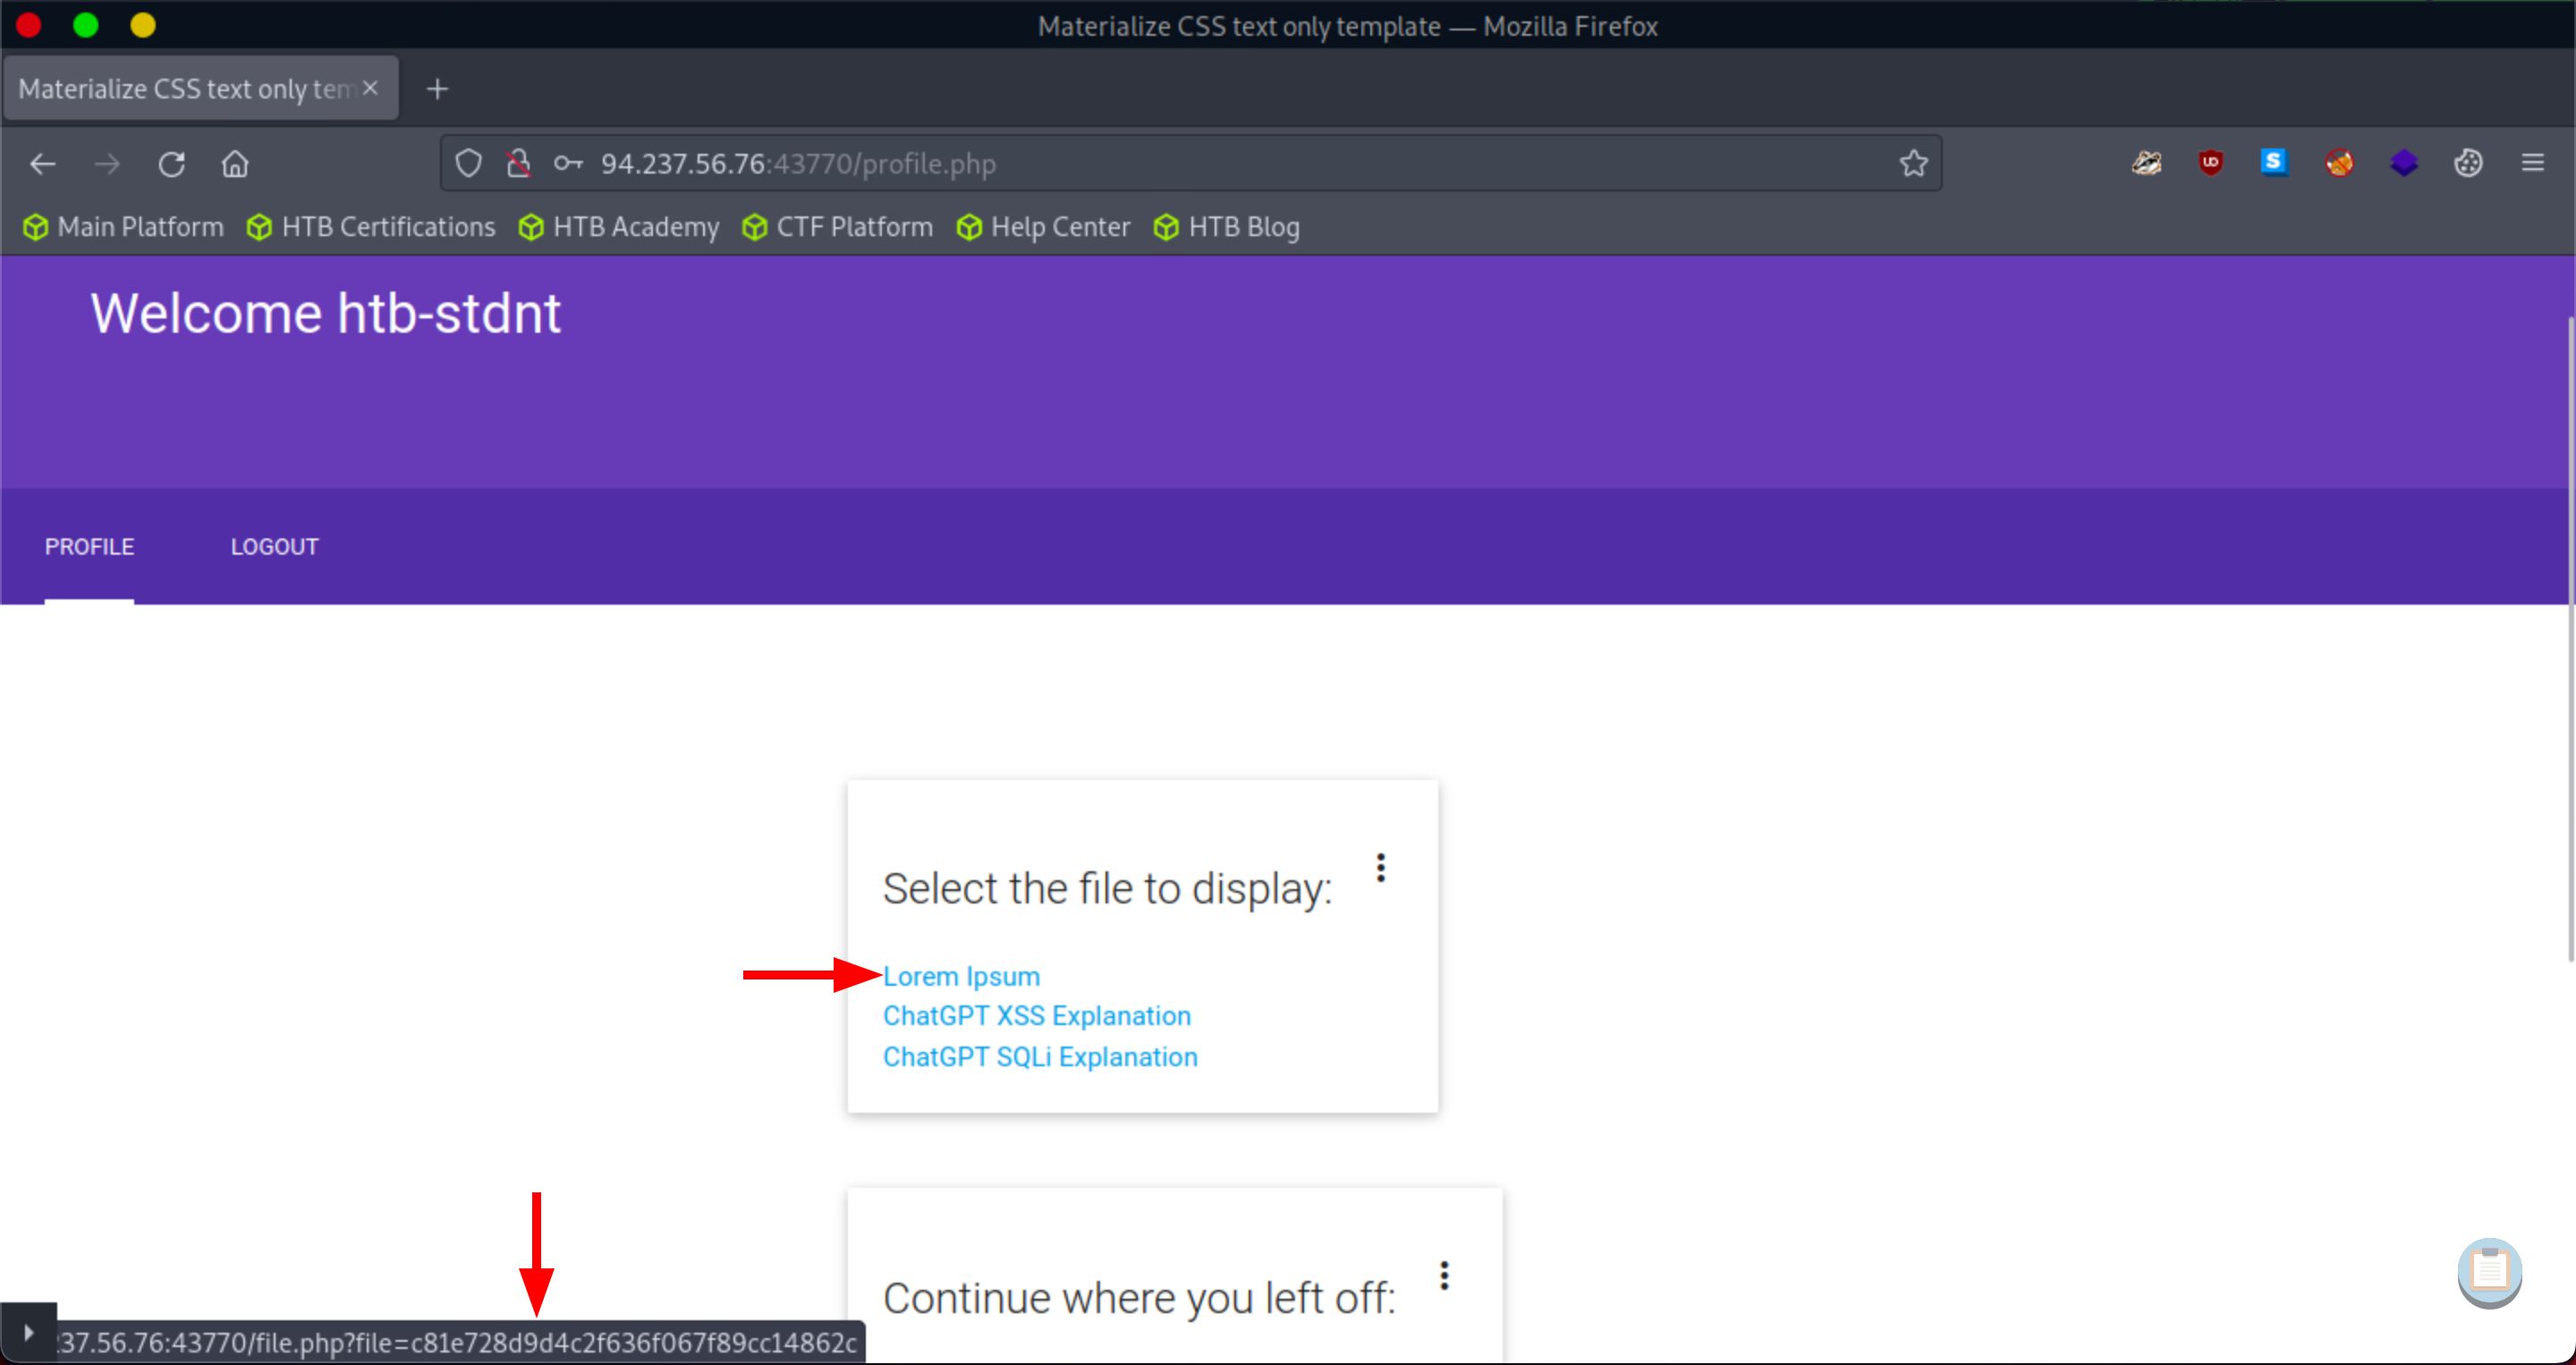 Materialize CSS text only template — Mozilla Firefox
Materialize CSS text only tem
94.237.56.76:43770/profile.php
Main Platform HTB Certifications HTB Academy CTF Platform Help Center HTB Blog
Welcome htb-stdnt
PROFILE LOGOUT
Select the file to display:
Lorem Ipsum
ChatGPT XSS Explanation
ChatGPT SQLi Explanation
Continue where you left off:
37.56.76:43770/file.php?file=c81e728d9d4c2f636f067f89cc14862c